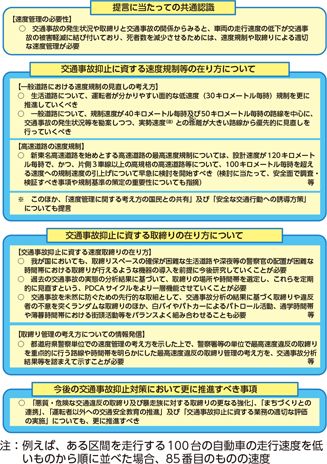 提言に当たっての共通認識
【速度管理の必要性】
○ 交通事故の発生状況や取締りと交通事故の関係からみると、車両の走行速度の低下が交通事
故の被害軽減に結び付いており、死者数を減少させるためには、速度規制や取締りによる適切
な速度管理が必要
交通事故抑止に資する速度規制等の在り方について
【一般道路における速度規制の見直しの考え方】
○ 生活道路について、運転者が分かりやすい面的な低速度（30キロメートル毎時）規制を更に
推進していくべき
○ 一般道路について、規制速度が40キロメートル毎時及び50キロメートル毎時の路線を中心に、
交通事故の発生状況等を勘案しつつ、実勢速度（注）との乖離が大きい路線から優先的に見直し
を行っていくべき
【高速道路の速度規制】
○ 新東名高速道路を始めとする高速道路の最高速度規制については、設計速度が120キロメート
ル毎時で、かつ、片側３車線以上の高規格の高速道路等について、100キロメートル毎時を超え
る速度への規制速度の引上げについて早急に検討を開始すべき（検討に当たって、安全面で調査・
検証すべき事項や規制基準の策定の重要性についても指摘） 等
※ このほか、「速度管理に関する考え方の国民との共有」及び「安全な交通行動への誘導方策」
についても提言
交通事故抑止に資する取締りの在り方について
【交通事故抑止に資する速度取締りの在り方】
○ 我が国においても、取締りスペースの確保が困難な生活道路や深夜等の警察官の配置が困難な
時間帯における取締りが行えるような機器の導入を前提に今後研究していくことが必要
○ 過去の交通事故の実態の分析結果に基づいて、取締りの場所や時間帯を選定し、これらを定期
的に見直すという、PDCAサイクルをより一層機能させていくことが必要
○ 交通事故を未然に防ぐための先行的な取組として、交通事故分析の結果に基づく取締りや違反
者の不意を突くランダムな取締りのほか、白バイやパトカーによるパトロール活動、通学時間帯
や薄暮時間帯における街頭活動等をバランスよく組み合わせることも必要 等
【取締り管理の考え方についての情報発信】
○ 都道府県警察単位での速度管理の考え方を示した上で、警察署等の単位で最高速度違反の取締り
を重点的に行う路線や時間帯を明らかにした最高速度違反の取締り管理の考え方を、交通事故分析
結果等を踏まえて示すことが必要 等
今後の交通事故抑止対策において更に推進すべき事項
○ 「悪質・危険な交通違反の取締り及び暴走族に対する取締りの更なる強化」、「まちづくりとの
連携」、「運転者以外への交通安全教育の推進」及び「交通事故抑止に資する業務の適切な評価
の実施」についても、更に推進すべき
注：例えば、ある区間を走行する100台の自動車の走行速度を低
いものから順に並べた場合、85番目のものの速度